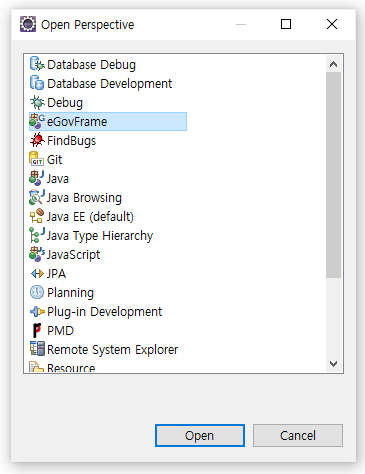 Open Perspective
Database Debug
Database Development
Debug
eGovFrame
FindBugs
Git
Java
Java Browsing
Java EE (default)
Java Type Hierarchy
JavaScript
JPA
Planning
Plug-in Development
PMD
Remote System Explorer
Resource
Open
Cancel